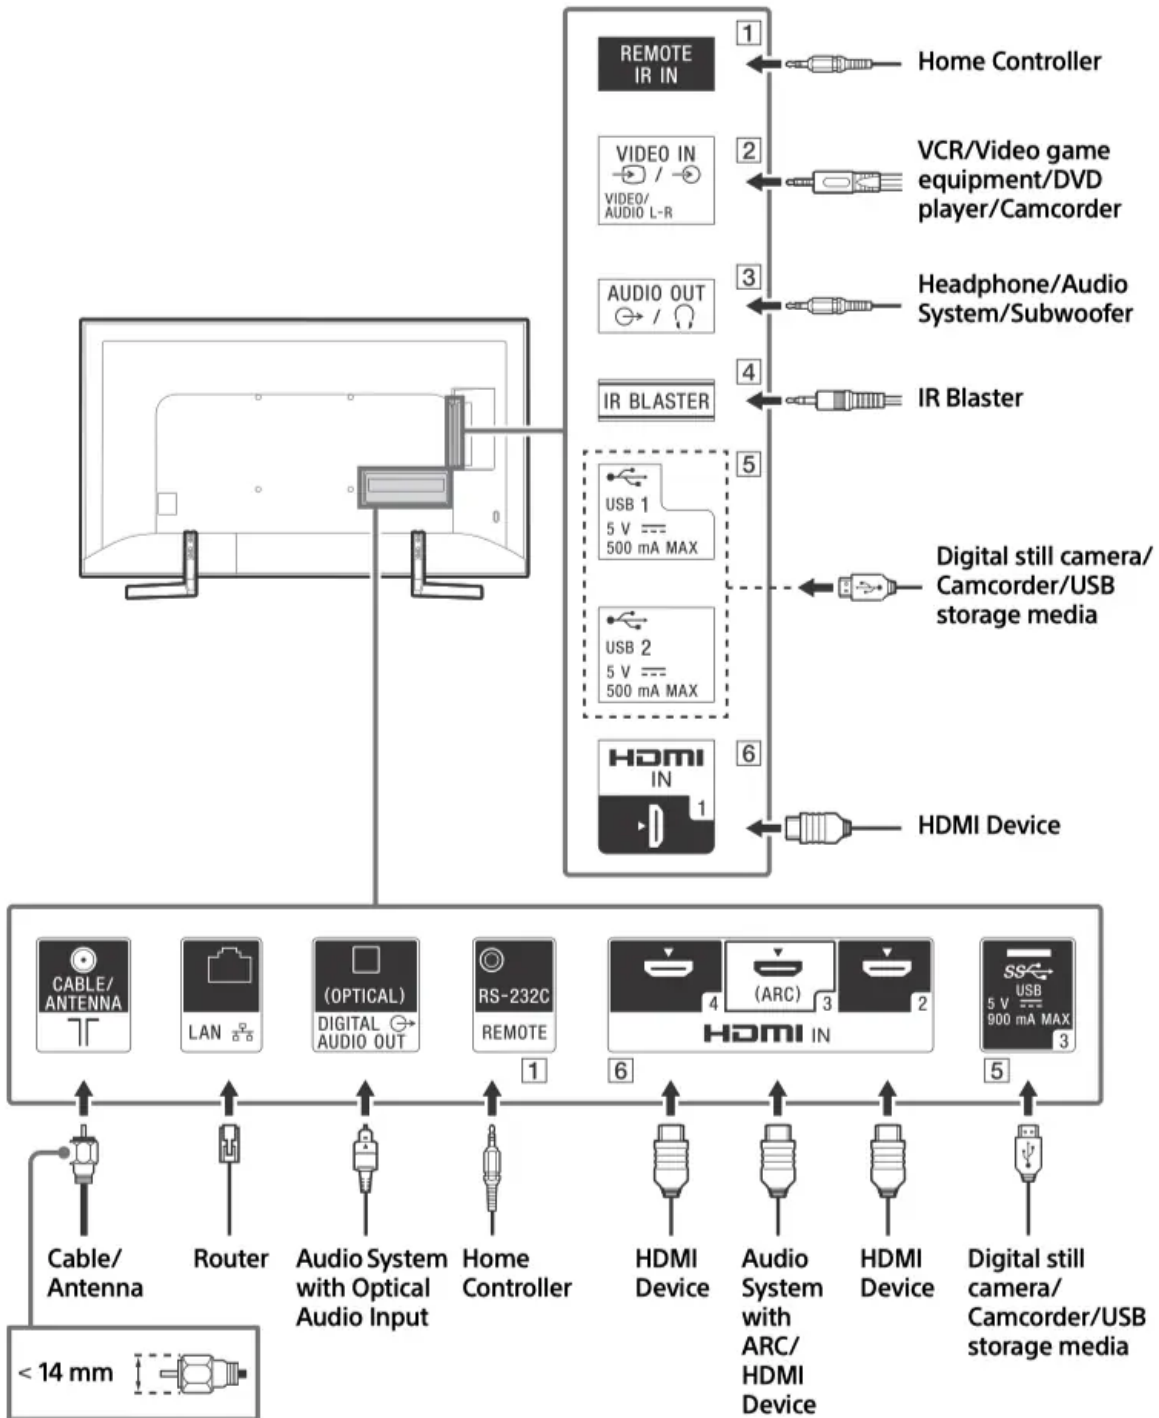 1
REMOTE
IR IN
Home Controller
2
VIDEO IN
/
VIDEO/
AUDIO L-R
VCR/Video game
equipment/DVD
player/Camcorder
3
AUDIO OUT
/
Headphone/Audio
System/Subwoofer
4
IR BLASTER
IR Blaster
5
USB 1
5 V
500 mA MAX
USB 2
5 V
500 mA MAX
Digital still camera/
Camcorder/USB
storage media
6
HDMI
IN
1
HDMI Device
CABLE/
ANTENNA
LAN
(OPTICAL)
DIGITAL
AUDIO OUT
RS-232C
REMOTE
1
4
(ARC)
3
2
HDMI IN
6
SS
USB
5 V
900 mA MAX
3
5
Cable/
Antenna
Router
Audio System
with Optical
Audio Input
Home
Controller
HDMI
Device
Audio
System
with
ARC/
HDMI
Device
HDMI
Device
Digital still
camera/
Camcorder/USB
storage media
< 14 mm